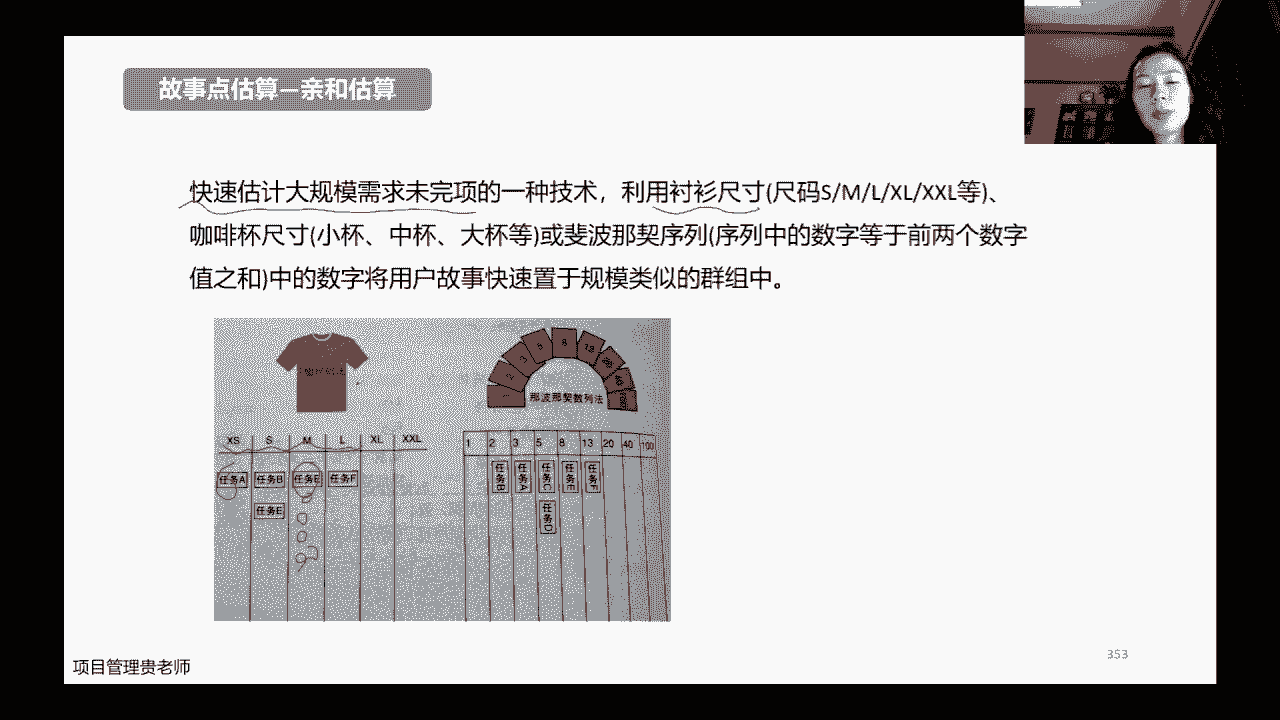 故事点估算—亲和估算
快速估计大规模需求未完项的一种技术，利用衬衫尺寸(尺码S/M/L/XL/XXL等)、
咖啡杯尺寸(小杯、中杯、大杯等)或斐波那契序列(序列中的数字等于前两个数字
值之和)中的数字将用户故事快速置于规模类似的群组中。
1 2 3 5 8 13 20 40
那波那契数列法
XS S M L XL XXL
任务A 任务B 任务E 任务F
任务E
1 2 3 5 8 13 20 40 100
任务B 任务A 任务C 任务E 任务F
任务D
项目管理贵老师
353